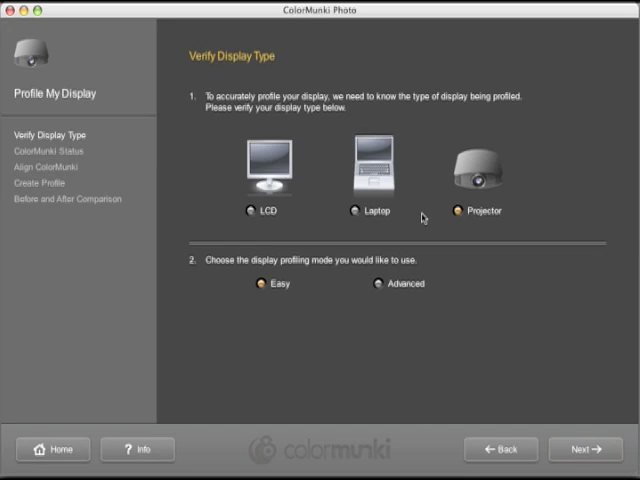 ColorMunki Photo
Profile My Display
Verify Display Type
ColorMunki Status
Align ColorMunki
Create Profile
Before and After Comparison
Verify Display Type
1. To accurately profile your display, we need to know the type of display being profiled.
Please verify your display type below.
LCD
Laptop
Projector
2. Choose the display profiling mode you would like to use.
Easy
Advanced
Home
? Info
colormunki
Back
Next